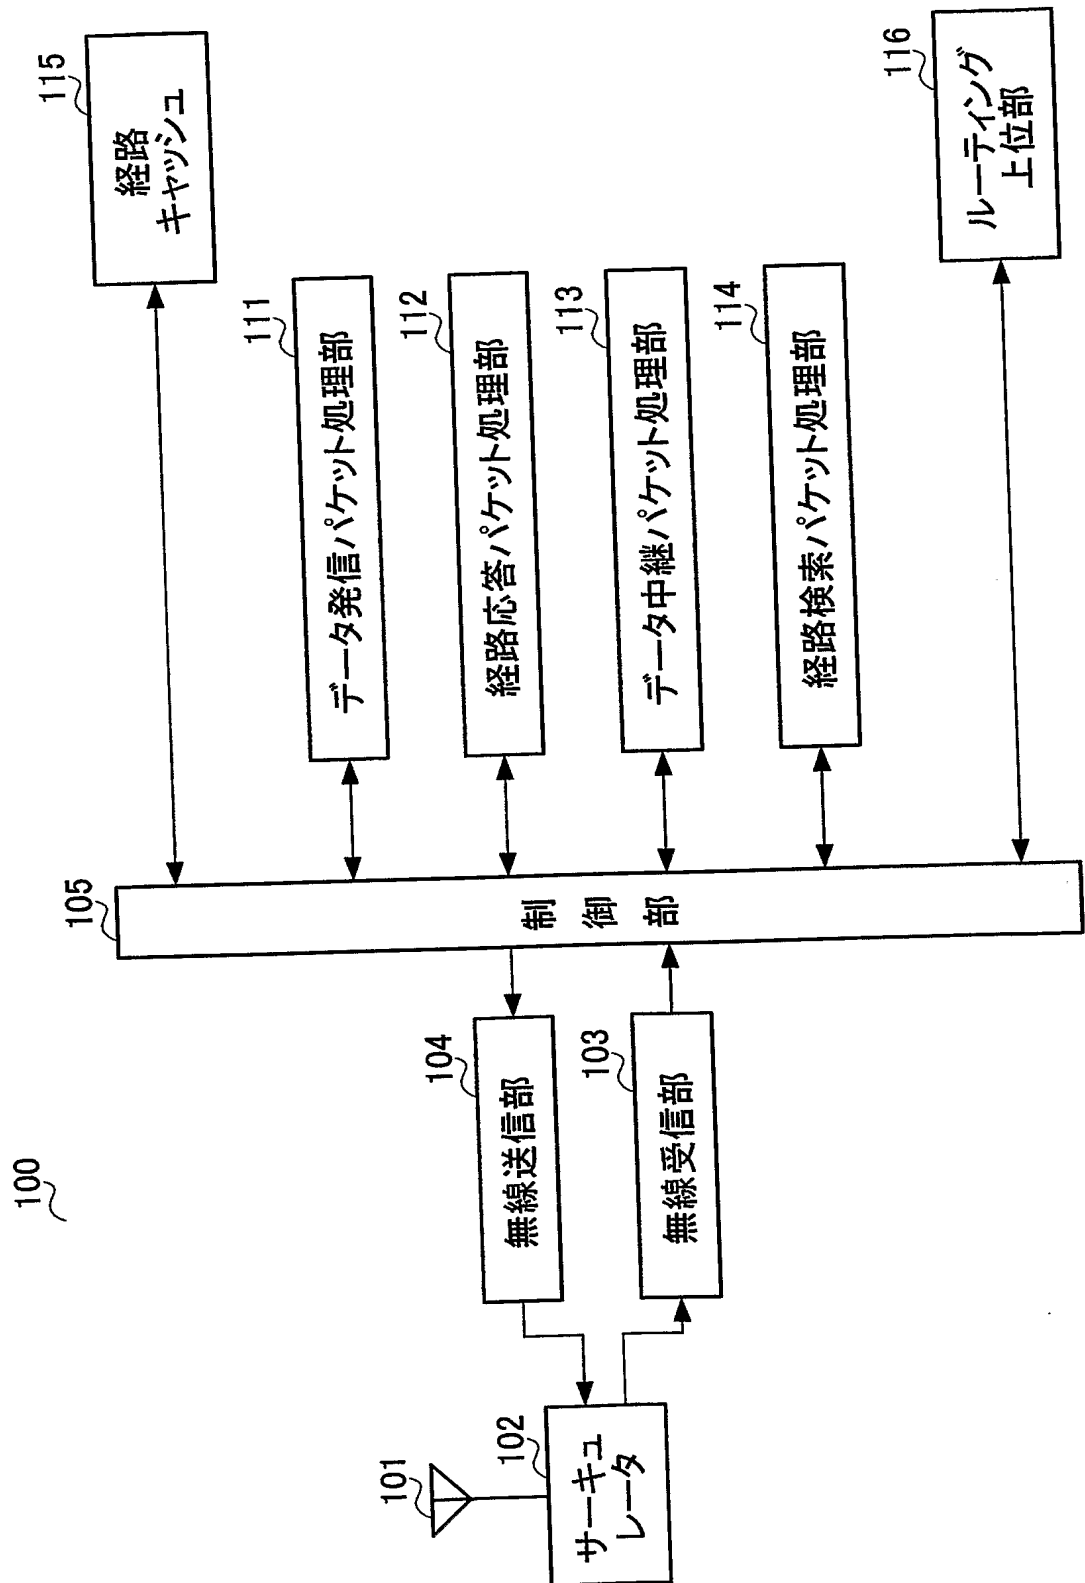 100
101
102
サーキュ
レータ
104
無線送信部
103
無線受信部
105
制御部
115
経路
キャッシュ
111
データ発信パケット処理部
112
経路応答パケット処理部
113
データ中継パケット処理部
114
経路検索パケット処理部
116
ルーティング
上位部